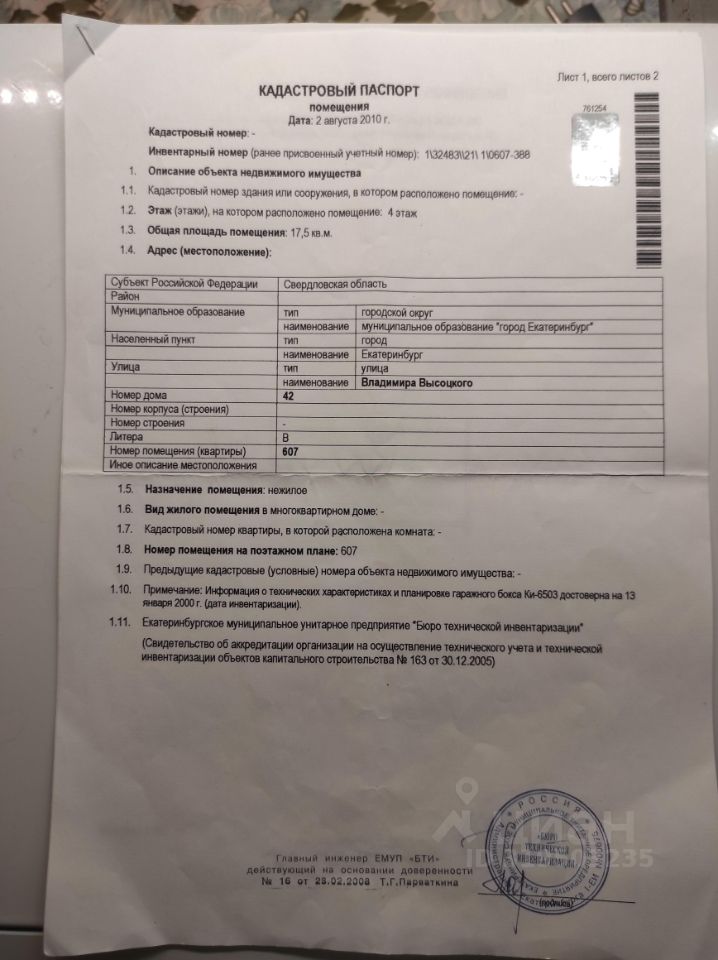 Лист 1, всего листов 2
КАДАСТРОВЫЙ ПАСПОРТ
помещения
761254
Дата: 2 августа 2010 г.
Кадастровый номер: -
Инвентарный номер (ранее присвоенный учетный номер): 1\32483\\21\ 1\0607-388
1. Описание объекта недвижимого имущества
1.1. Кадастровый номер здания или сооружения, в котором расположено помещение: -
1.2. Этаж (этажи), на котором расположено помещение: 4 этаж
1.3. Общая площадь помещения: 17,5 кв.м.
1.4. Адрес (местоположение):
Субъект Российской Федерации Свердловская область
Район
Муниципальное образование тип городской округ
наименование муниципальное образование "город Екатеринбург"
Населенный пункт тип город
наименование Екатеринбург
Улица тип улица
наименование Владимира Высоцкого
Номер дома 42
Номер корпуса (строения)
Номер строения -
Литера В
Номер помещения (квартиры) 607
Иное описание местоположения
1.5. Назначение помещения: нежилое
1.6. Вид жилого помещения в многоквартирном доме: -
1.7. Кадастровый номер квартиры, в которой расположена комната: -
1.8. Номер помещения на поэтажном плане: 607
1.9. Предыдущие кадастровые (условные) номера объекта недвижимого имущества: -
1.10. Примечание: Информация о технических характеристиках и планировке гаражного бокса Ки-6503 достоверна на 13
января 2000 г. (дата инвентаризации).
1.11. Екатеринбургское муниципальное унитарное предприятие "Бюро технической инвентаризации"
(Свидетельство об аккредитации организации на осуществление технического учета и технической
инвентаризации объектов капитального строительства № 163 от 30.12.2005)
РОССИЯ
«БЮРО
ТЕХНИЧЕСКОЙ
ИНВЕНТАРИЗАЦИИ»
Главный инженер ЕМУП «БТИ»
действующий на основании доверенности
№ 16 от 28.02.2008 Т.Г.Парваткина